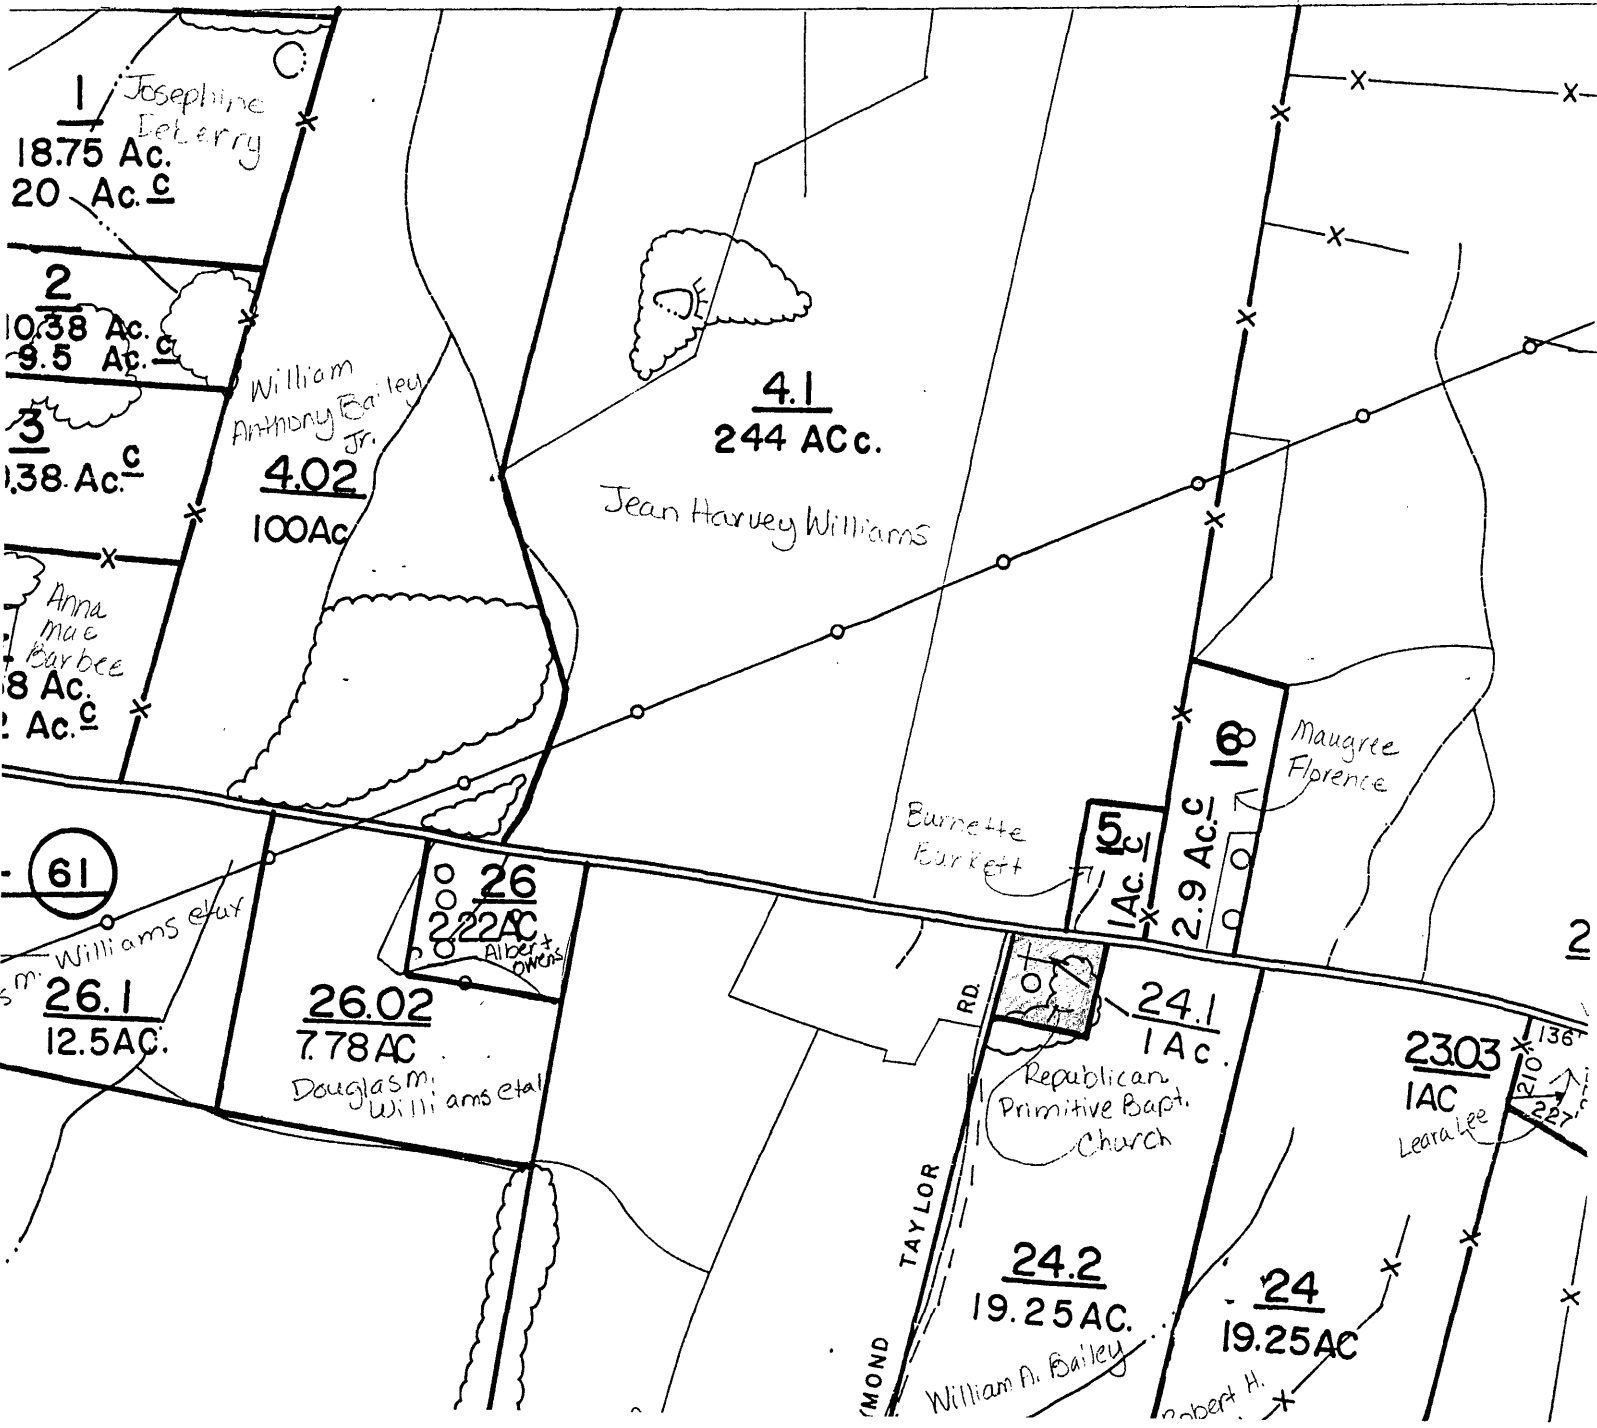 1
Josephine
18.75 Ac.
20 Ac. C
2
10.38 Ac.
9.5 Ac. C
3
.38 Ac. C
William
Anthony Bailey
Jr.
4.02
100Ac
4.1
244 ACc.
Jean Harvey Williams
Anna
Mae
Barbee
8 Ac.
Ac. C
16
Maugree
Florence
2.9 Ac. C
Burnette
Burkett
5
1Ac. C
61
m. Williams etux
26.1
12.5AC.
26
2.22AC
Albert
Owens
26.02
7.78AC
Douglas m.
Williams etal
RD.
TAYLOR
MOND
24.1
1 Ac.
Republican
Primitive Bapt.
Church
2
23.03
1AC
Leara Lee
136
210
227'
24.2
19.25AC.
William A. Bailey
24
19.25AC
Robert H.